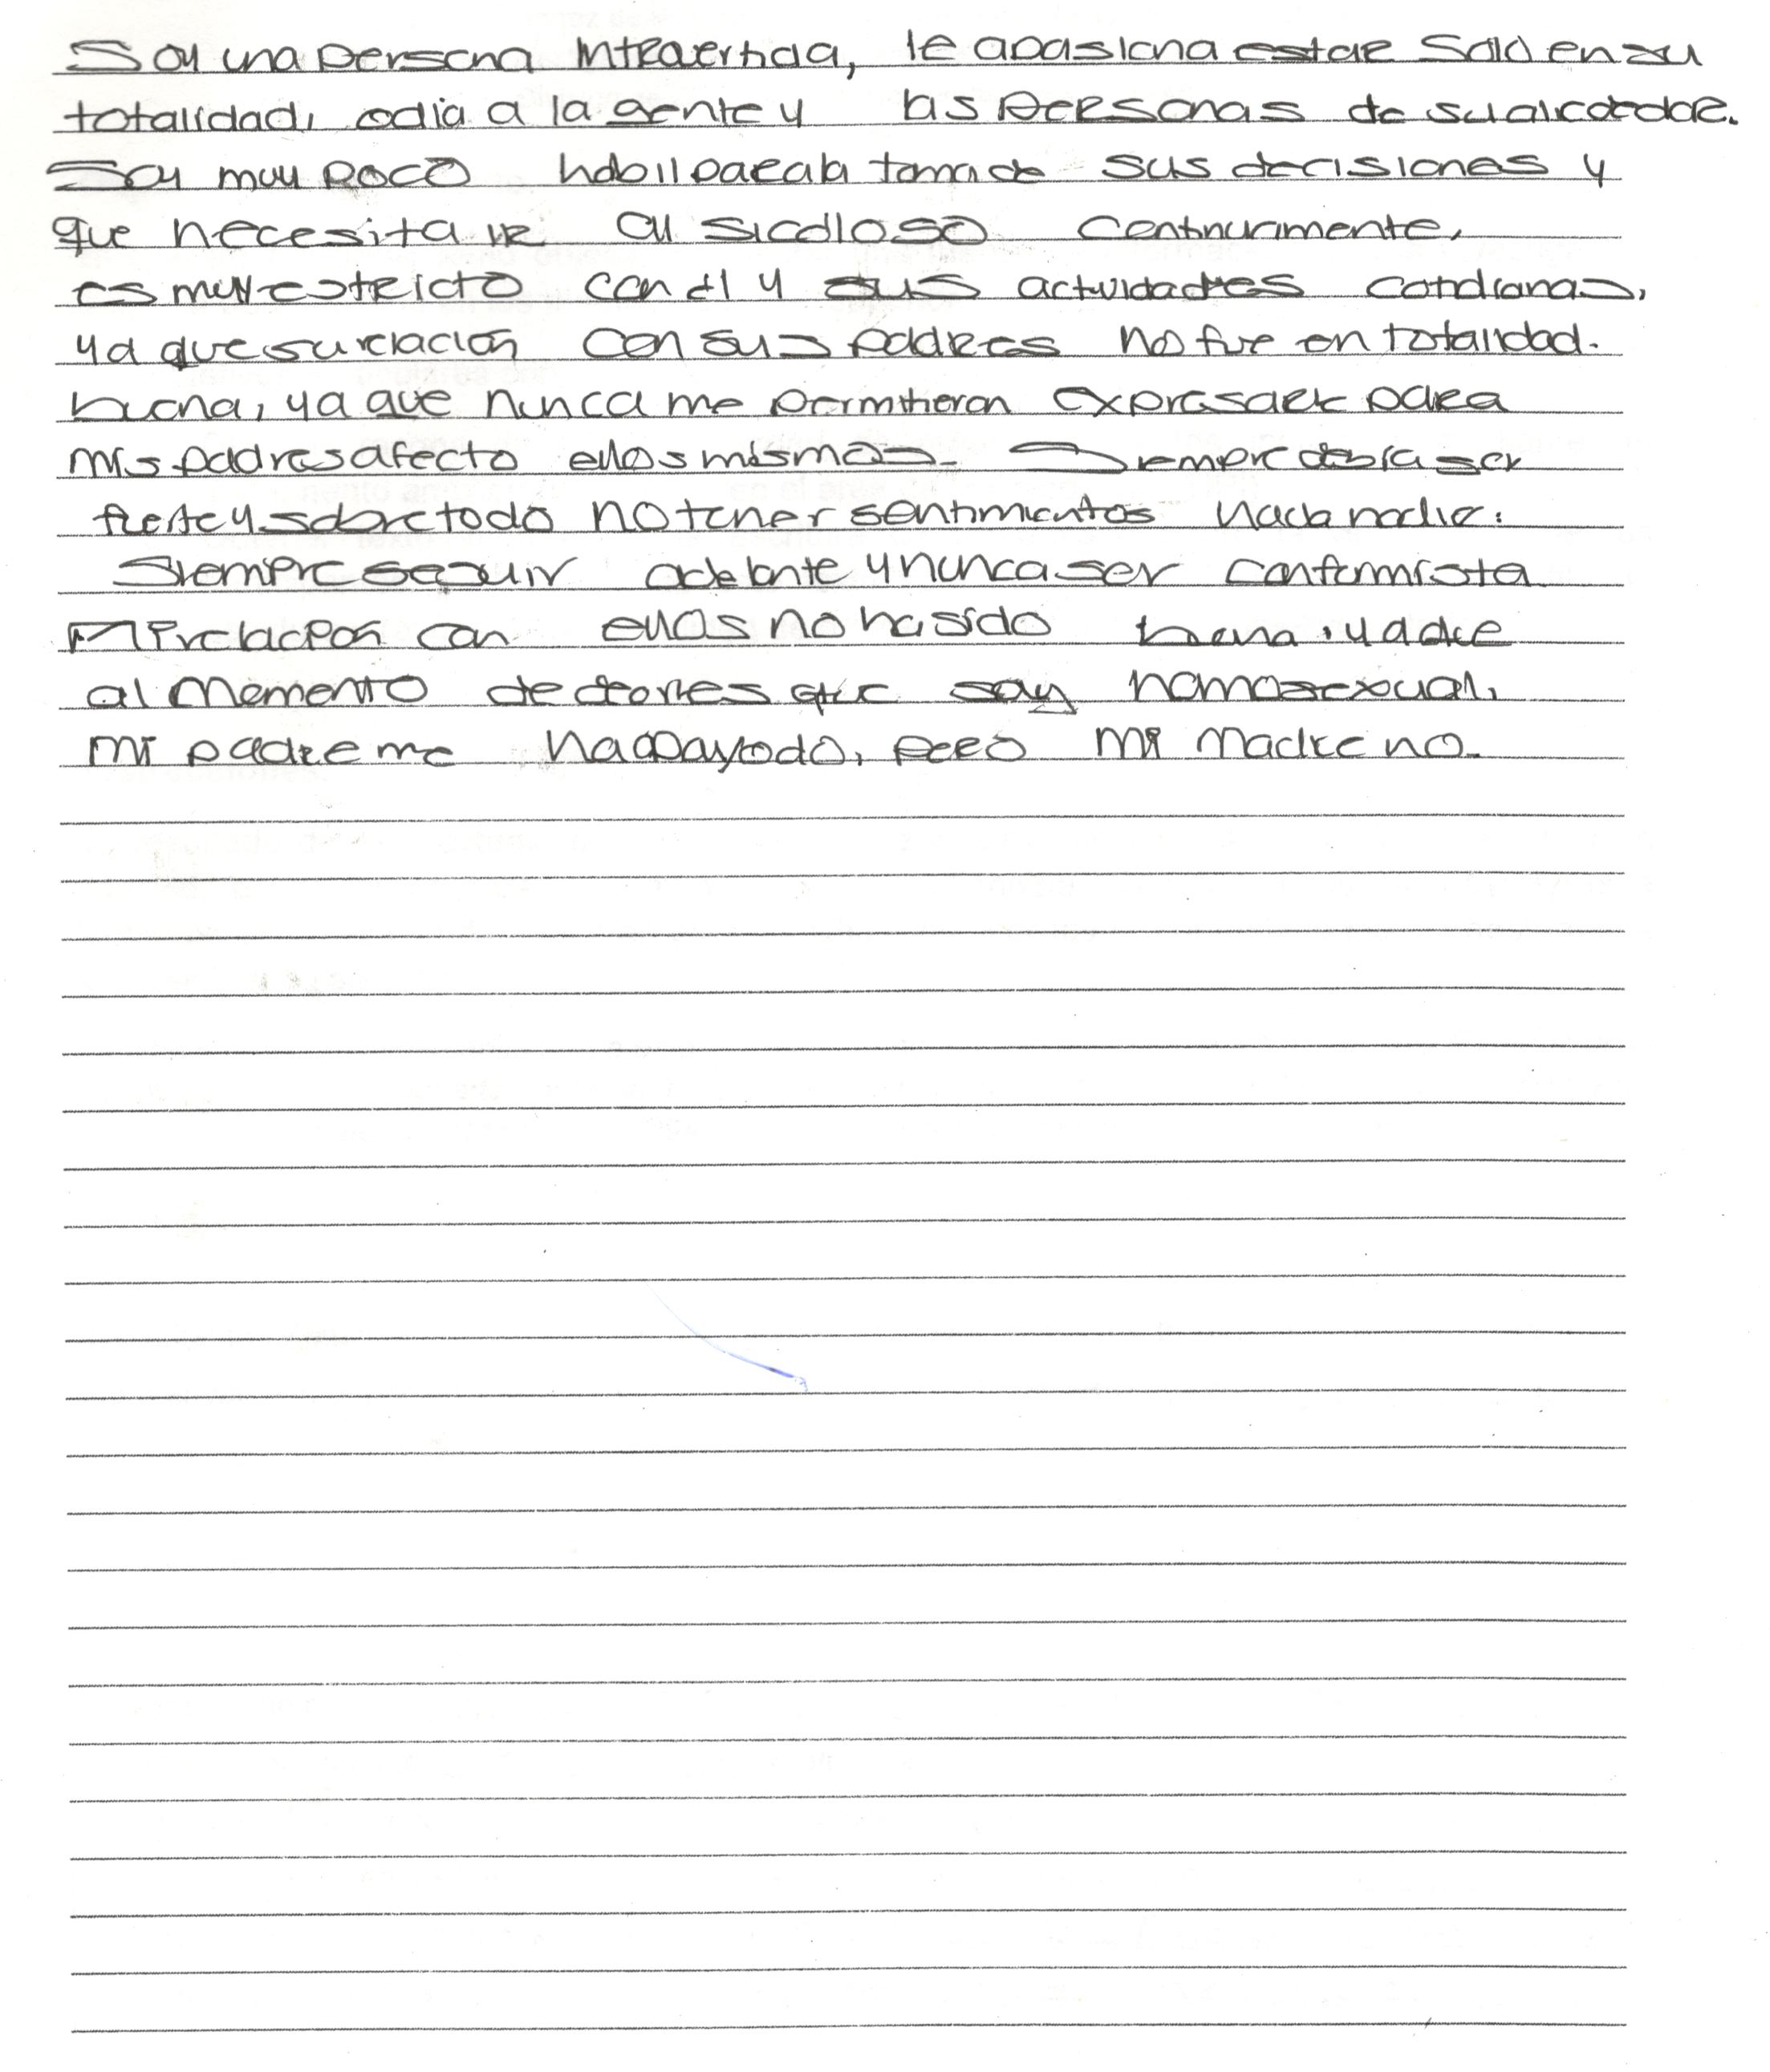 Soy una persona intraertida, le apasiona estar solo en su
totalidad, odia a la gente y las personas de su alrededor.
Soy muy poco habil para la toma de sus decisiones y
que necesita ir al sicologo continuamente,
es muy estricto con el y sus actividades cotidianas,
ya que su relación con sus padres no fue en totalidad.
buena, ya que nunca me permitieron expresar para
mis padres afecto ellos mismos. Siempre debia ser
fuerte y sobre todo no tener sentimientos hacia nadie.
Siempre seguir adelante y nunca ser conformista
Mi relación con ellos no ha sido buena, ya que
al momento de decirles que soy homosexual,
mi padre me ha apoyado, pero mi madre no.